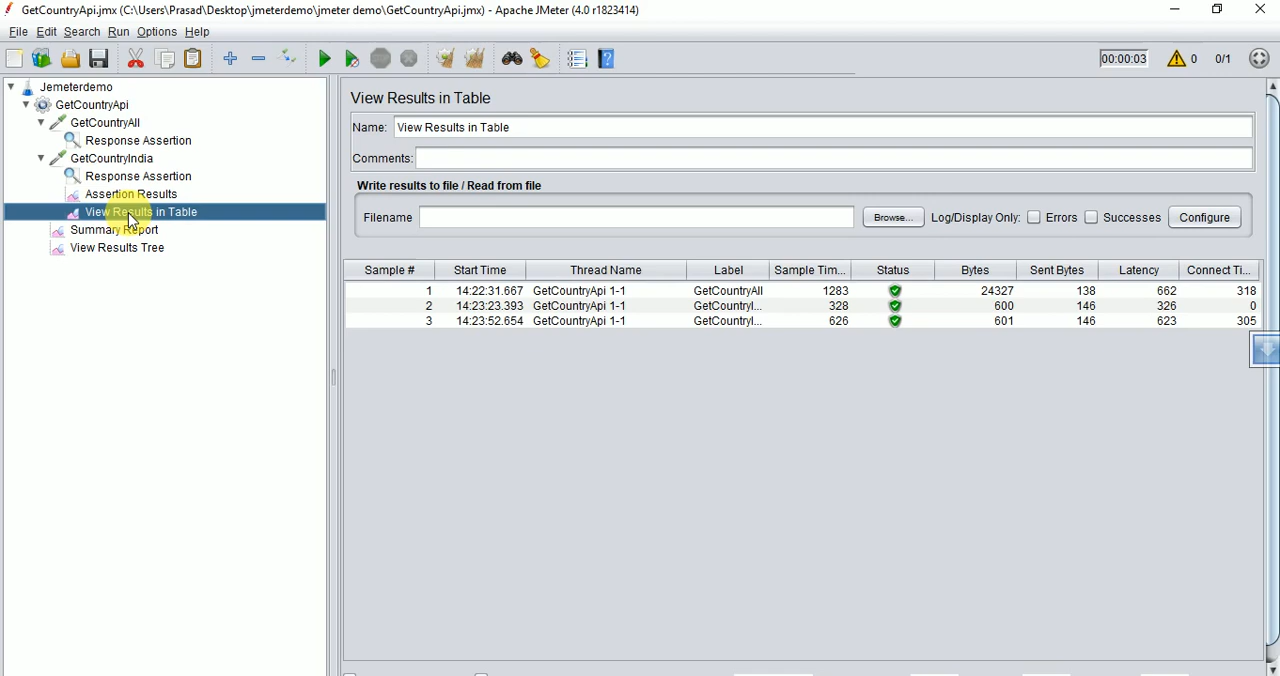 GetCountryApi.jmx (C:\Users\Prasad\Desktop\jmeterdemo\jmeter demo\GetCountryApi.jmx) - Apache JMeter (4.0 r1823414)
File Edit Search Run Options Help
00:00:03 0 0/1
Jemeterdemo
GetCountryApi
GetCountryAll
Response Assertion
GetCountryIndia
Response Assertion
Assertion Results
View Results in Table
Summary Report
View Results Tree
View Results in Table
Name: View Results in Table
Comments:
Write results to file / Read from file
Filename Browse... Log/Display Only: Errors Successes Configure
Sample # Start Time Thread Name Label Sample Tim... Status Bytes Sent Bytes Latency Connect Ti...
1 14:22:31.667 GetCountryApi 1-1 GetCountryAll 1283 24327 138 662 318
2 14:23:23.393 GetCountryApi 1-1 GetCountryI... 328 600 146 326 0
3 14:23:52.654 GetCountryApi 1-1 GetCountryI... 626 601 146 623 305